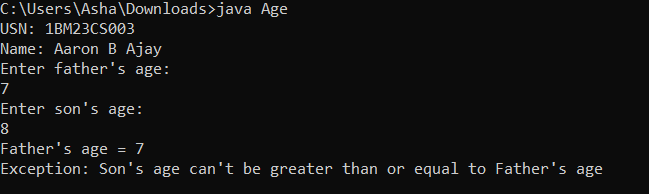 C:\Users\Asha\Downloads>java Age
USN: 1BM23CS003
Name: Aaron B Ajay
Enter father's age:
7
Enter son's age:
8
Father's age = 7
Exception: Son's age can't be greater than or equal to Father's age